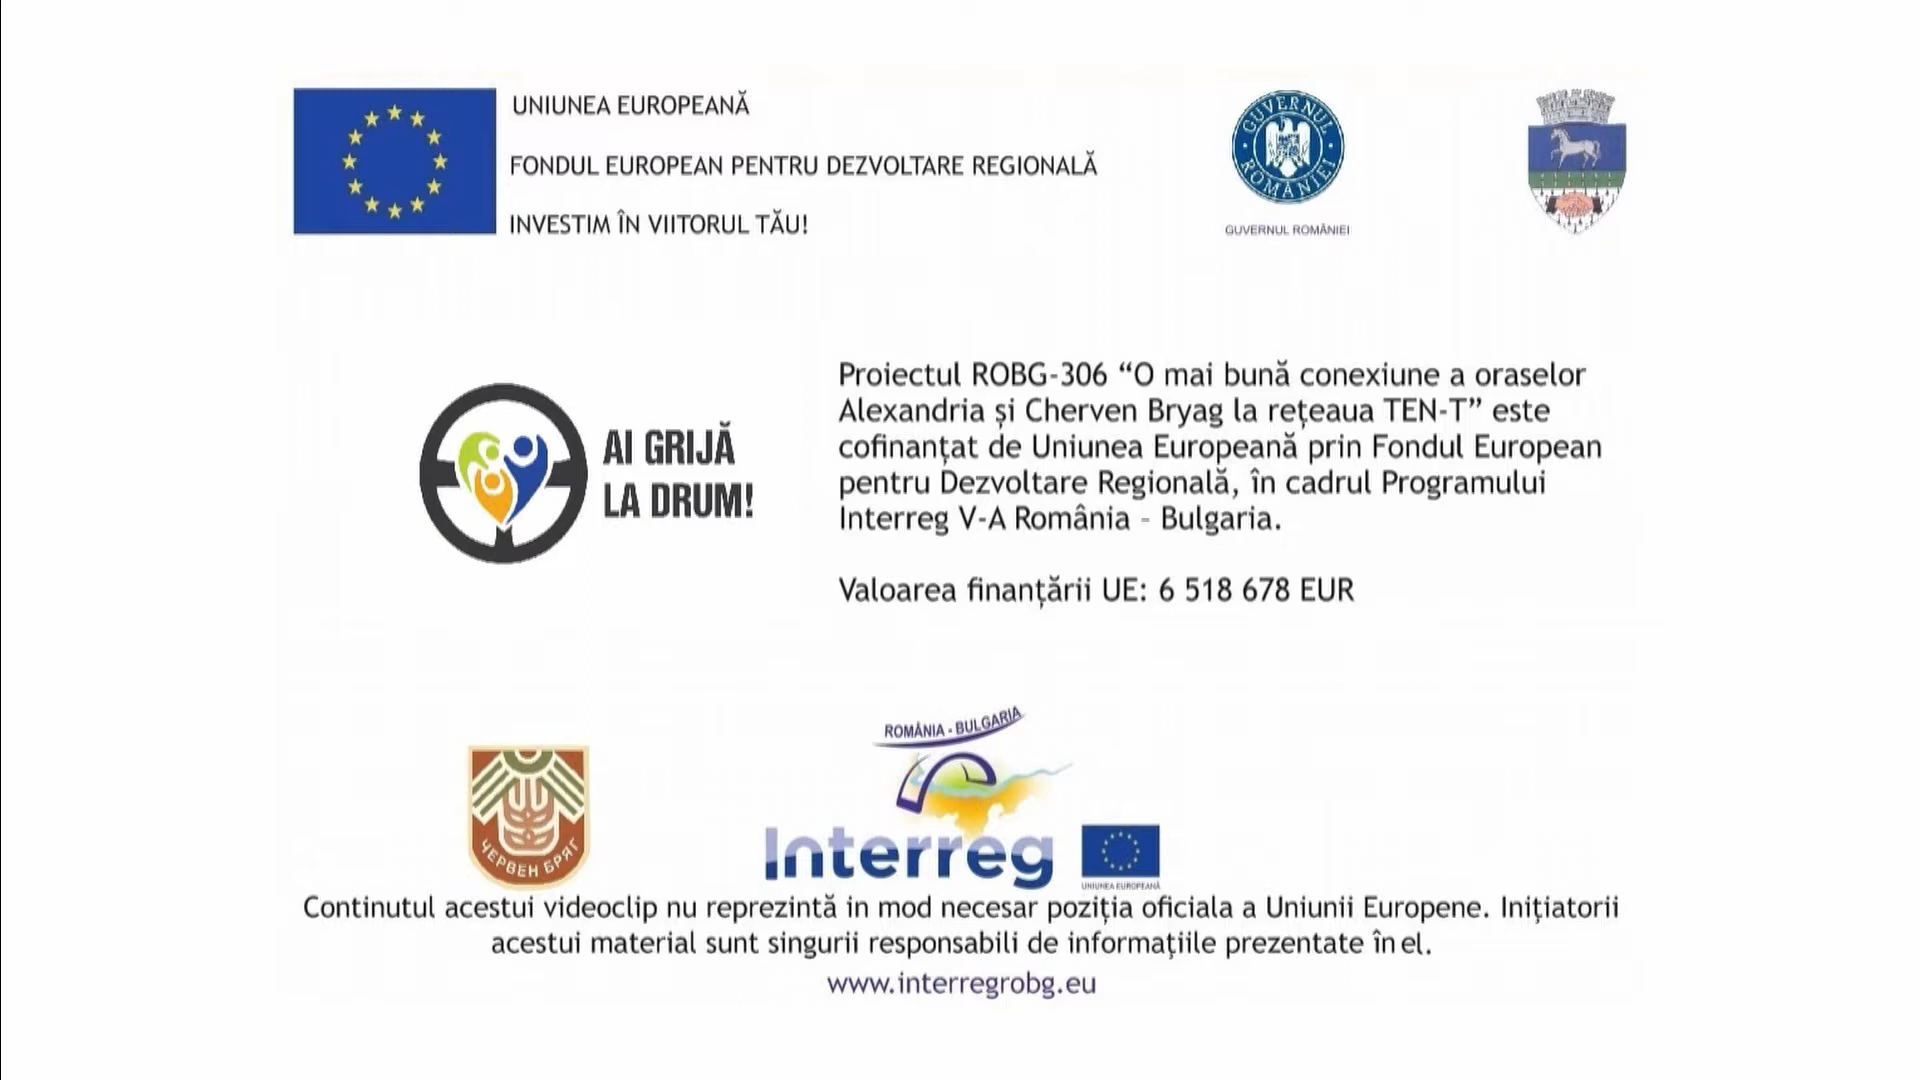 UNIUNEA EUROPEANĂ
FONDUL EUROPEAN PENTRU DEZVOLTARE REGIONALĂ
INVESTIM ÎN VIITORUL TĂU!
GUVERNUL ROMÂNIEI
GUVERNUL ROMÂNIEI
AI GRIJĂ
LA DRUM!
Proiectul ROBG-306 “O mai bună conexiune a oraselor
Alexandria și Cherven Bryag la rețeaua TEN-T” este
cofinanțat de Uniunea Europeană prin Fondul European
pentru Dezvoltare Regională, în cadrul Programului
Interreg V-A România - Bulgaria.
Valoarea finanțării UE: 6 518 678 EUR
ЧЕРВЕН БРЯГ
ROMÂNIA - BULGARIA
Interreg
UNIUNEA EUROPEANĂ
Continutul acestui videoclip nu reprezintă in mod necesar poziția oficiala a Uniunii Europene. Inițiatorii
acestui material sunt singurii responsabili de informațiile prezentate în el.
www.interregrobg.eu